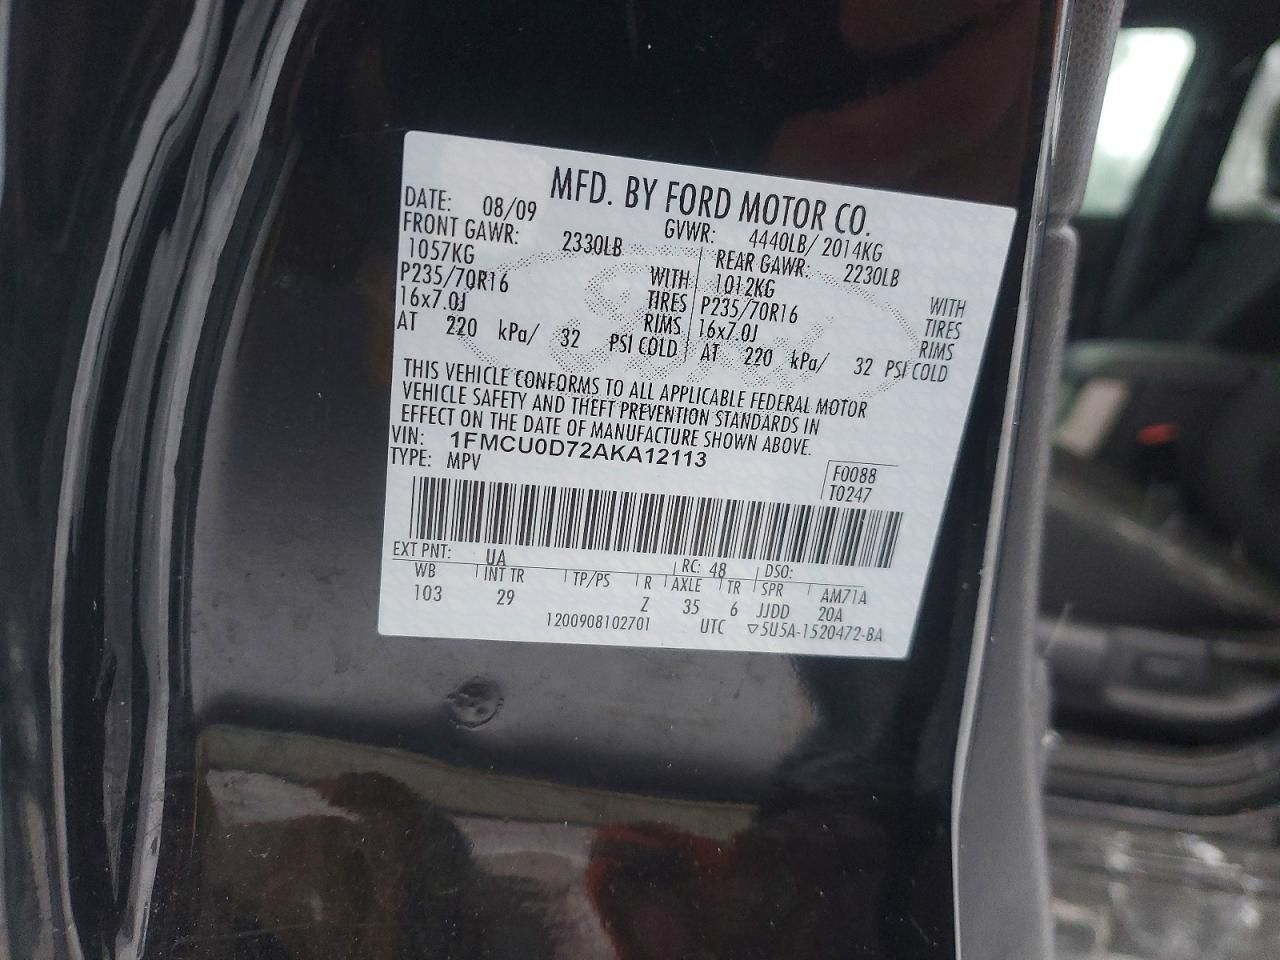 MFD. BY FORD MOTOR CO.
DATE: 08/09 GVWR: 4440LB/ 2014KG
FRONT GAWR: 2330LB REAR GAWR: 2230LB
1057KG WITH 1012KG WITH
P235/70R16 TIRES P235/70R16 TIRES
16x7.0J RIMS 16x7.0J RIMS
AT 220 kPa/ 32 PSI COLD AT 220 kPa/ 32 PSI COLD
THIS VEHICLE CONFORMS TO ALL APPLICABLE FEDERAL MOTOR
VEHICLE SAFETY AND THEFT PREVENTION STANDARDS IN
EFFECT ON THE DATE OF MANUFACTURE SHOWN ABOVE.
VIN: 1FMCU0D72AKA12113
TYPE: MPV
F0088
T0247
EXT PNT: UA RC: 48 DSO:
WB INT TR TP/PS R AXLE TR SPR AM71A
103 29 Z 35 6 JJDD 20A
1200908102701 UTC ▽5U5A-1520472-BA